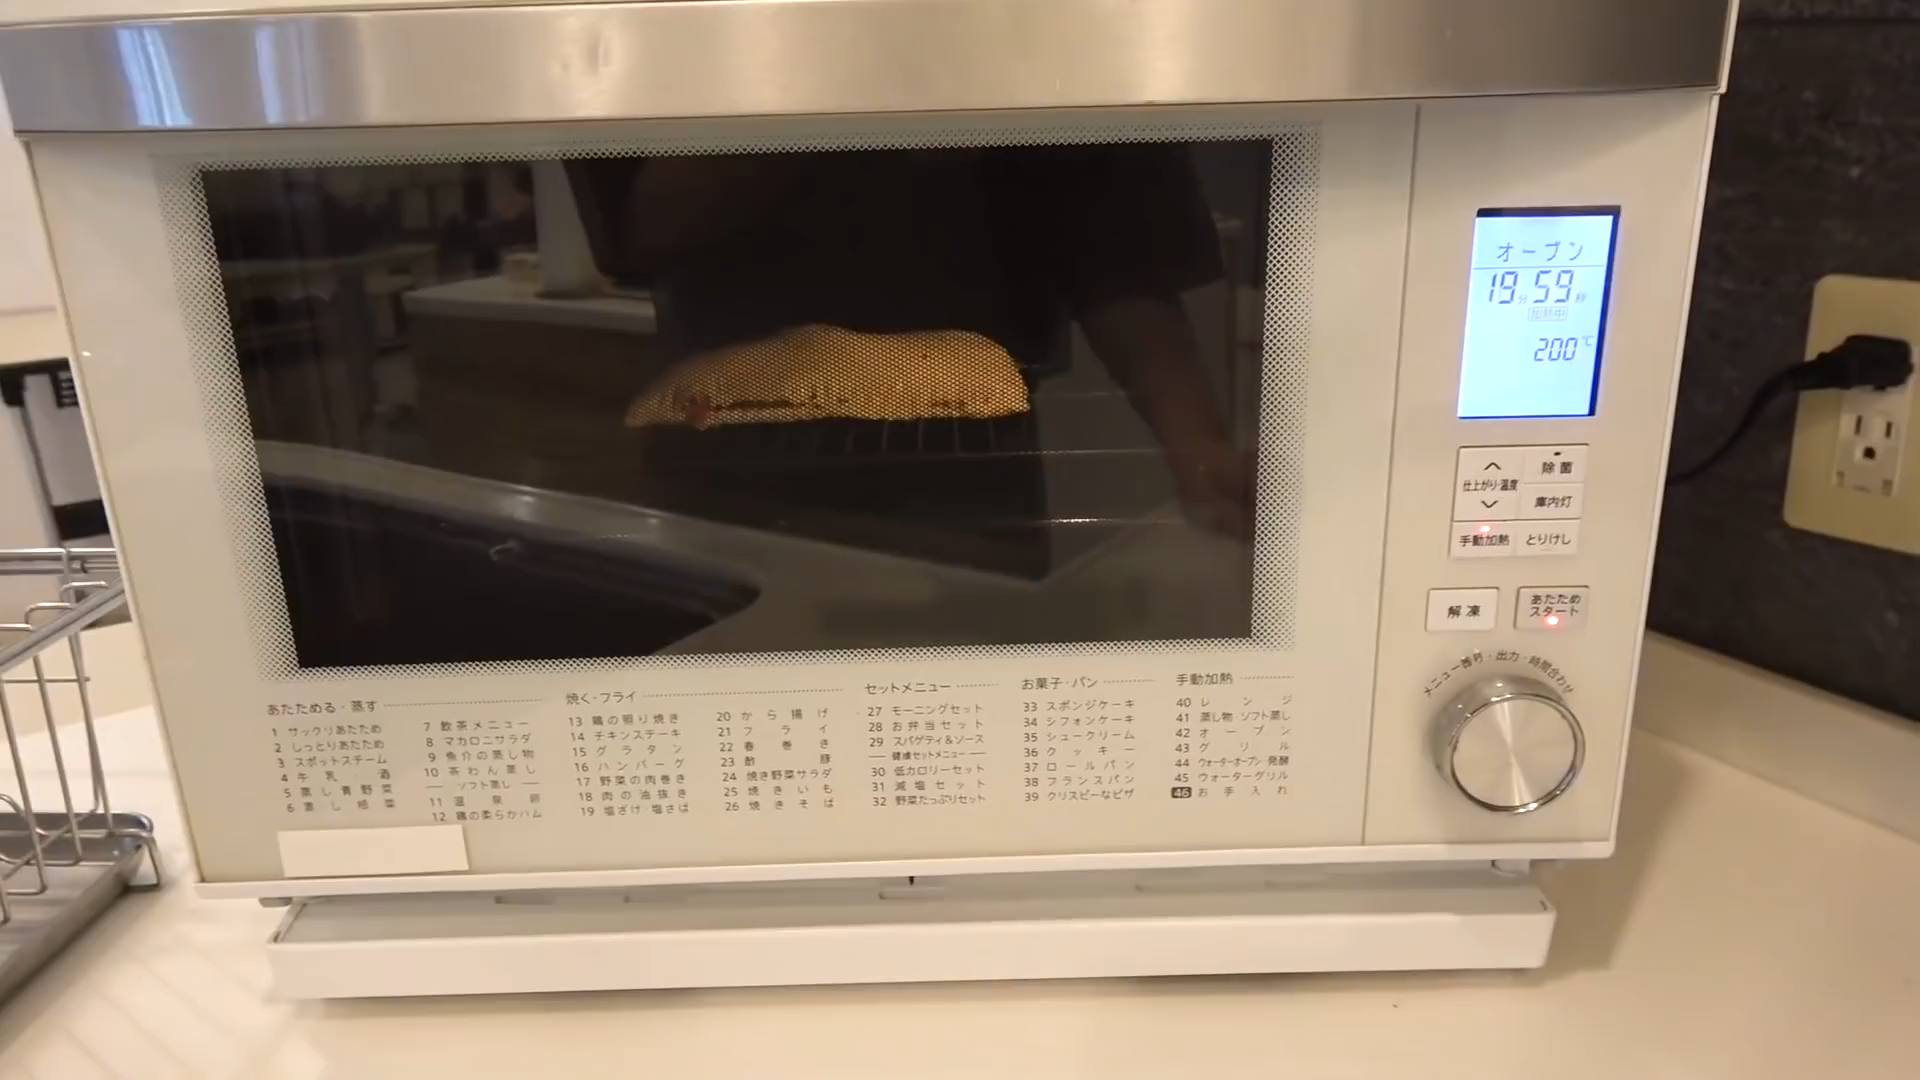 オーブン
19分59秒
加熱中
200℃
仕上がり・温度
除菌
庫内灯
手動加熱
とりけし
解凍
あたため
スタート
メニュー番号・出力・時間合わせ
あたためる・蒸す
1 サックリあたため
2 しっとりあたため
3 スポットスチーム
4 牛乳・酒
5 蒸し青野菜
6 蒸し根菜
7 飲茶メニュー
8 マカロニサラダ
9 魚介の蒸し物
10 茶わん蒸し
ソフト蒸し
11 温泉卵
12 鶏の柔らかハム
焼く・フライ
13 鶏の照り焼き
14 チキンステーキ
15 グラタン
16 ハンバーグ
17 野菜の肉巻き
18 肉の油抜き
19 塩ざけ・塩さば
20 から揚げ
21 フライ
22 春巻き
23 酢豚
24 焼き野菜サラダ
25 焼きいも
26 焼きそば
セットメニュー
27 モーニングセット
28 お弁当セット
29 スパゲティ&ソース
健康セットメニュー
30 低カロリーセット
31 減塩セット
32 野菜たっぷりセット
お菓子・パン
33 スポンジケーキ
34 シフォンケーキ
35 シュークリーム
36 クッキー
37 ロールパン
38 フランスパン
39 クリスピーなピザ
手動加熱
40 レンジ
41 蒸し物・ソフト蒸し
42 オーブン
43 グリル
44 ウォーターオーブン・発酵
45 ウォーターグリル
46 お手入れ